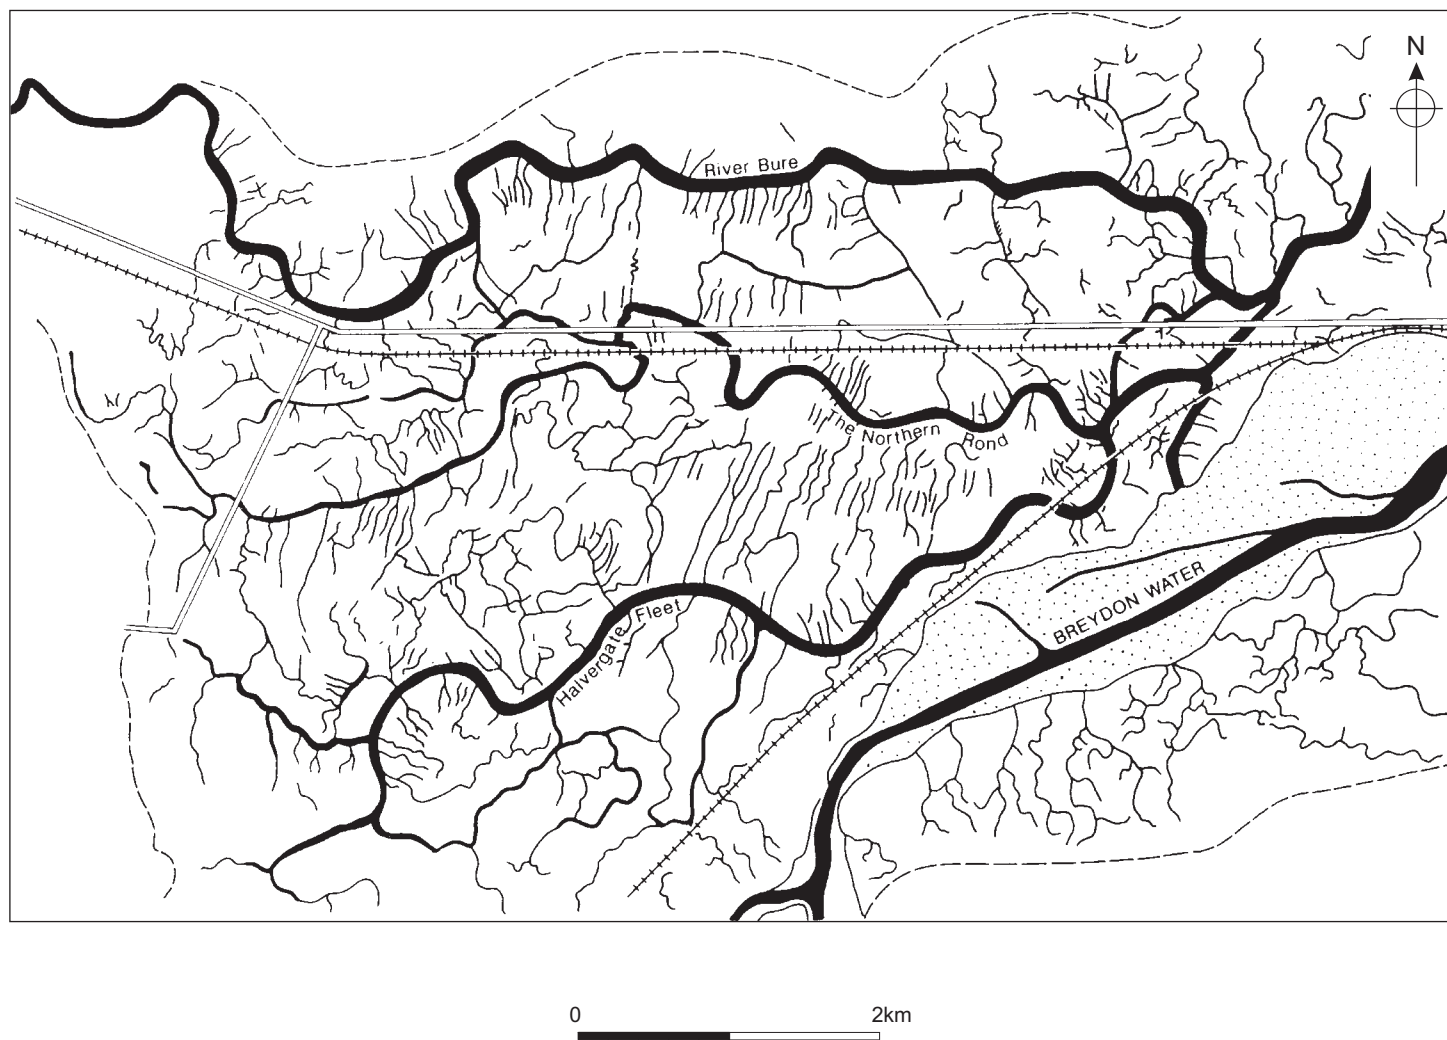 N
River Bure
The Northern Rond
BREYDON WATER
Halvergate Fleet
0 2km